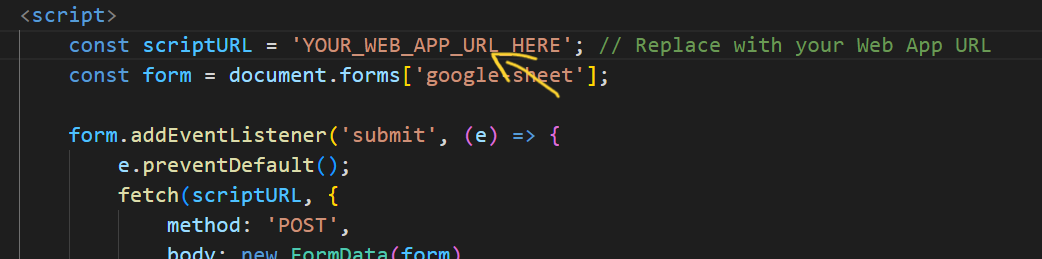 <script>
const scriptURL = 'YOUR_WEB_APP_URL_HERE'; // Replace with your Web App URL
const form = document.forms['google-sheet'];
form.addEventListener('submit', (e) => {
e.preventDefault();
fetch(scriptURL, {
method: 'POST',
body: new FormData(form)